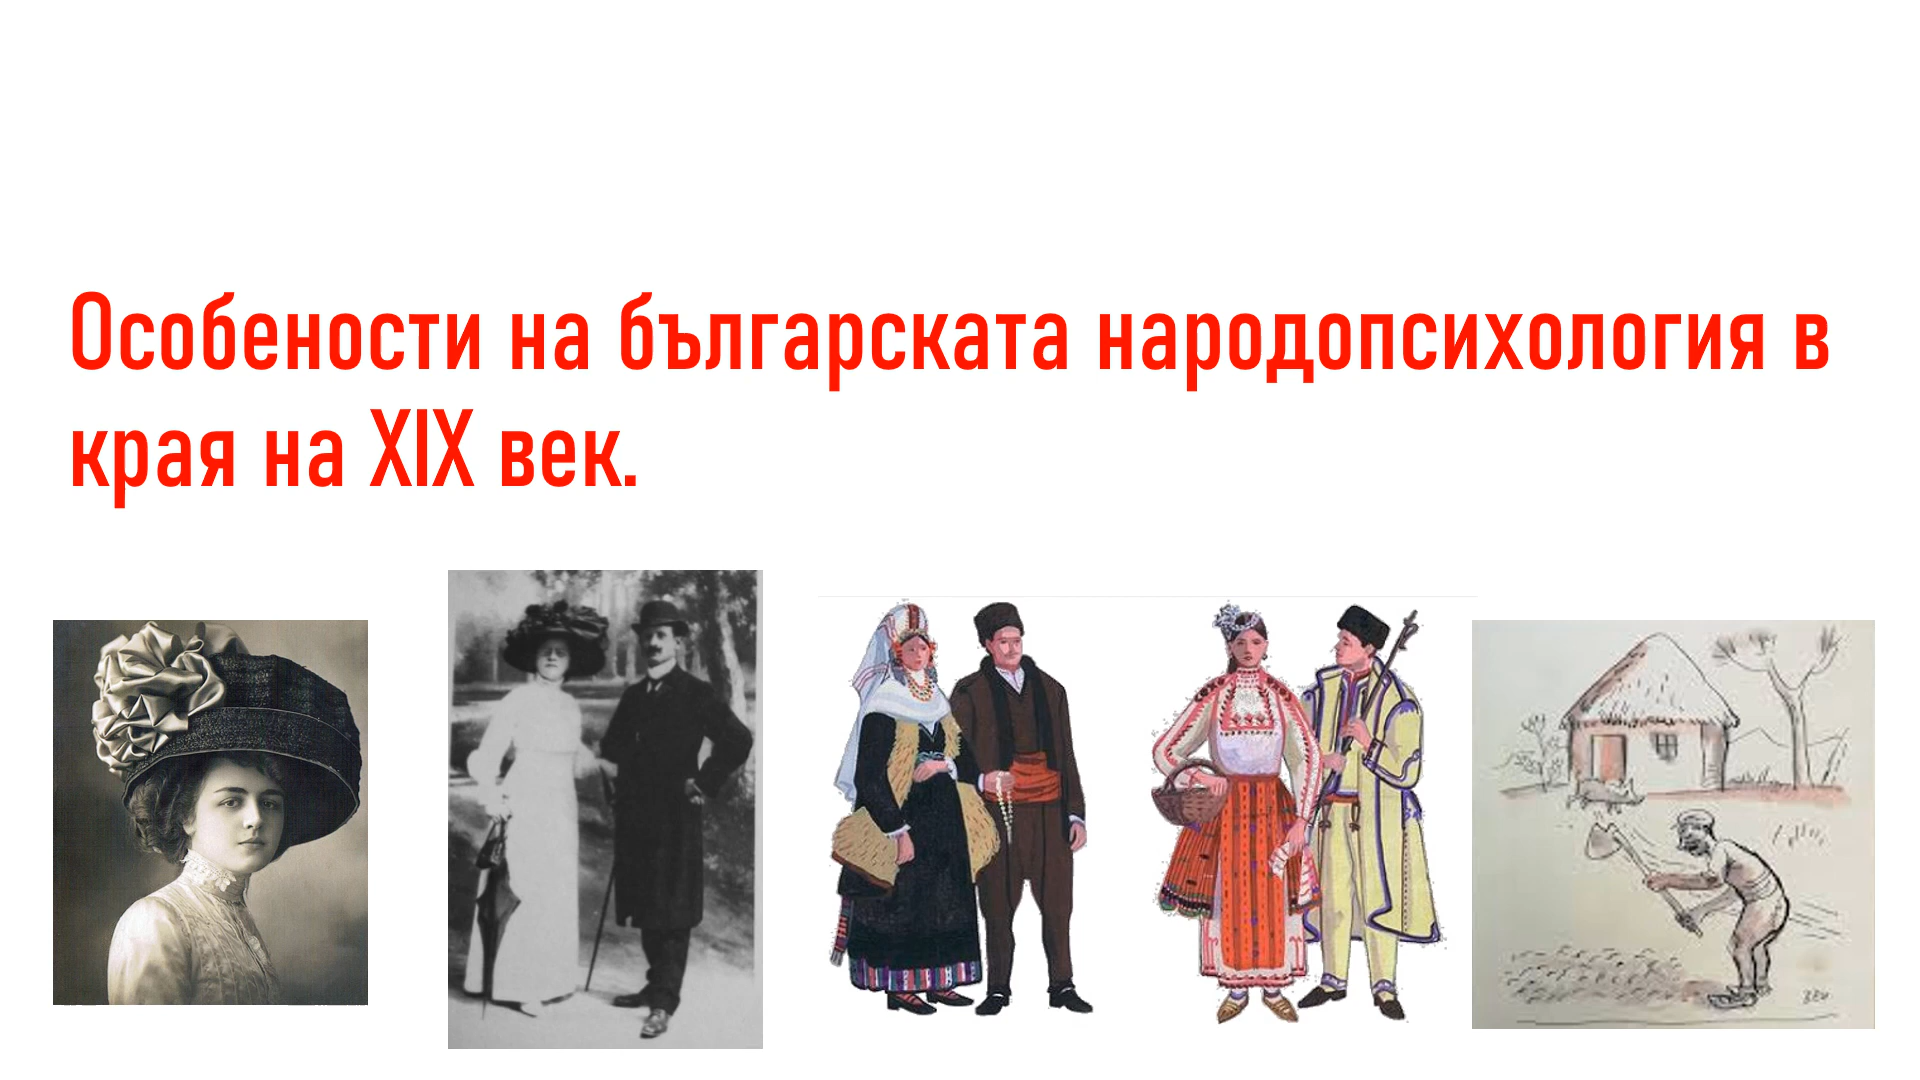 Особености на българската народопсихология в
края на XIX век.